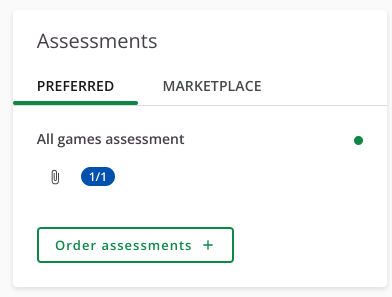 Assessments
PREFERRED MARKETPLACE
All games assessment
1/1
Order assessments +